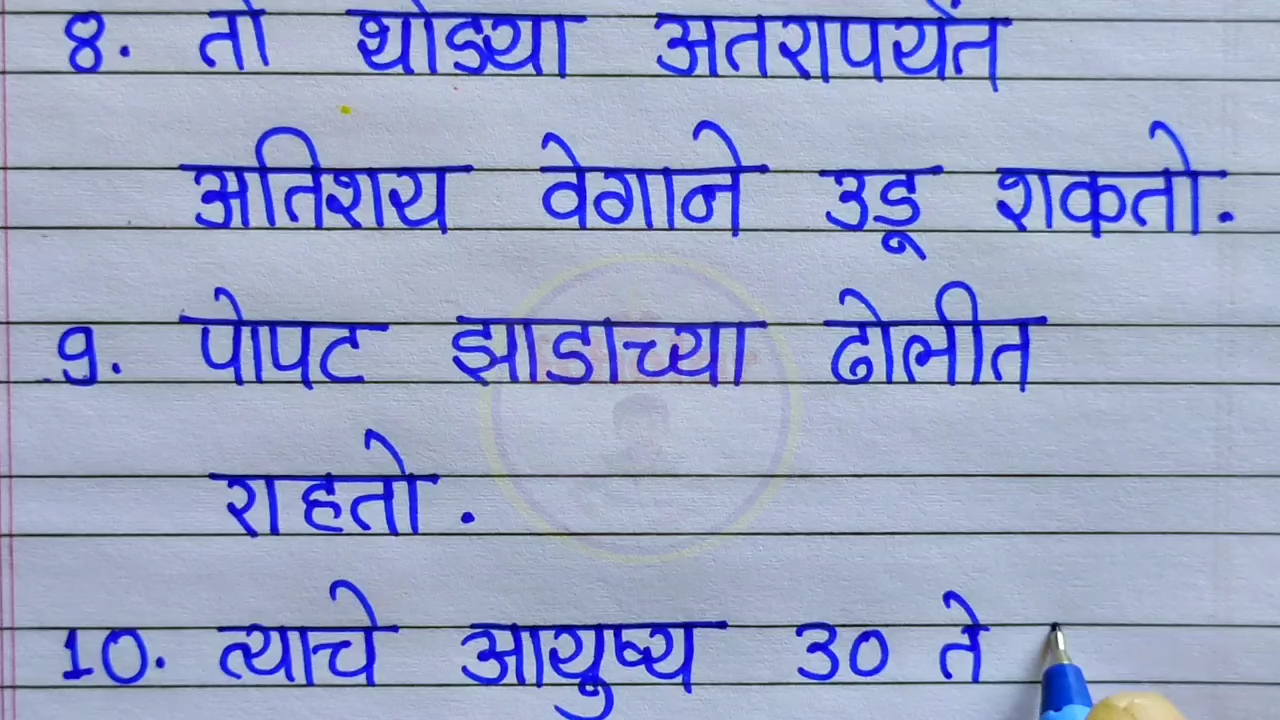 8. तो थोड्या अंतरापर्यंत
अतिशय वेगाने उडू शकतो.
9. पोपट झाडाच्या ढोलीत
राहतो.
10. त्याचे आयुष्य 30 ते